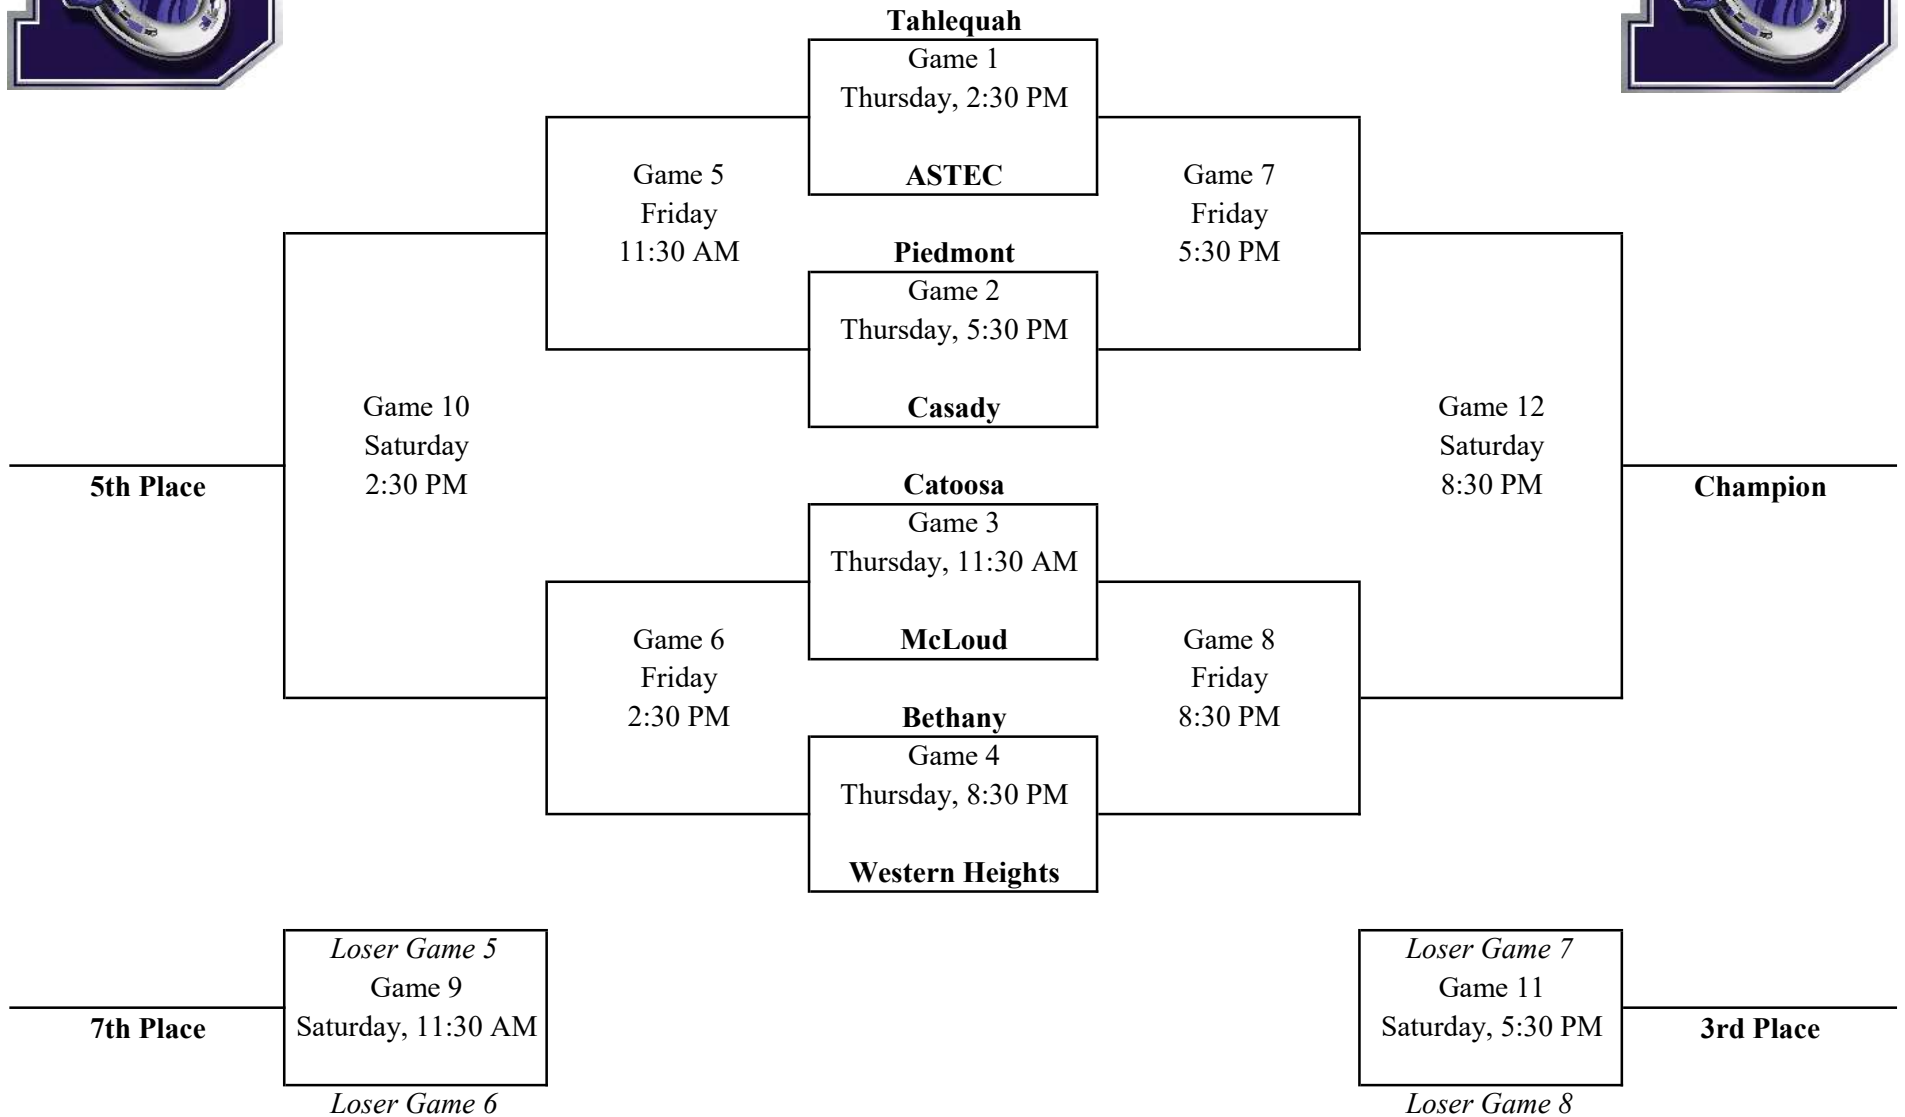 Tahlequah
Game 1
Thursday, 2:30 PM
ASTEC
Game 5
Friday
11:30 AM
Game 7
Friday
5:30 PM
Piedmont
Game 2
Thursday, 5:30 PM
Casady
Game 10
Saturday
2:30 PM
5th Place
Game 12
Saturday
8:30 PM
Champion
Catoosa
Game 3
Thursday, 11:30 AM
McLoud
Game 6
Friday
2:30 PM
Game 8
Friday
8:30 PM
Bethany
Game 4
Thursday, 8:30 PM
Western Heights
Loser Game 5
Game 9
Saturday, 11:30 AM
Loser Game 6
7th Place
Loser Game 7
Game 11
Saturday, 5:30 PM
Loser Game 8
3rd Place